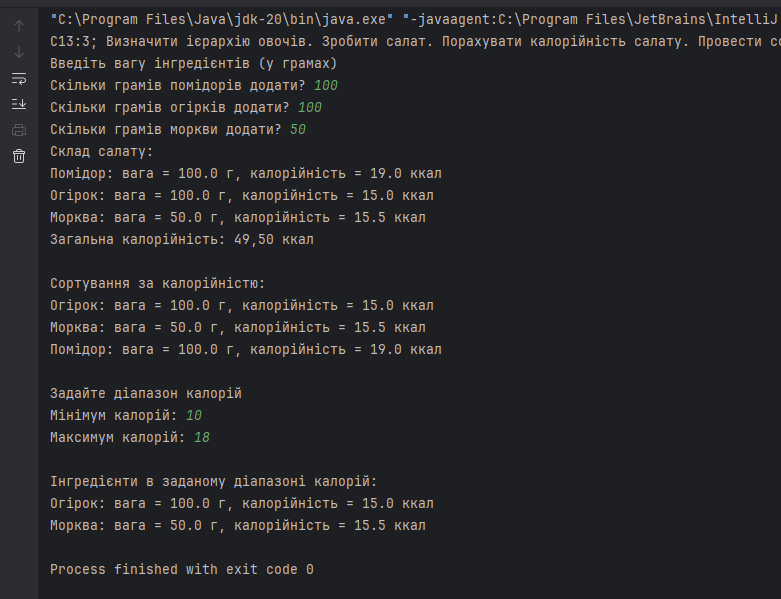 "C:\Program Files\Java\jdk-20\bin\java.exe" "-javaagent:C:\Program Files\JetBrains\IntelliJ
C13:3; Визначити ієрархію овочів. Зробити салат. Порахувати калорійність салату. Провести
Введіть вагу інгредієнтів (у грамах)
Скільки грамів помідорів додати? 100
Скільки грамів огірків додати? 100
Скільки грамів моркви додати? 50
Склад салату:
Помідор: вага = 100.0 г, калорійність = 19.0 ккал
Огірок: вага = 100.0 г, калорійність = 15.0 ккал
Морква: вага = 50.0 г, калорійність = 15.5 ккал
Загальна калорійність: 49,50 ккал
Сортування за калорійністю:
Огірок: вага = 100.0 г, калорійність = 15.0 ккал
Морква: вага = 50.0 г, калорійність = 15.5 ккал
Помідор: вага = 100.0 г, калорійність = 19.0 ккал
Задайте діапазон калорій
Мінімум калорій: 10
Максимум калорій: 18
Інгредієнти в заданому діапазоні калорій:
Огірок: вага = 100.0 г, калорійність = 15.0 ккал
Морква: вага = 50.0 г, калорійність = 15.5 ккал
Process finished with exit code 0